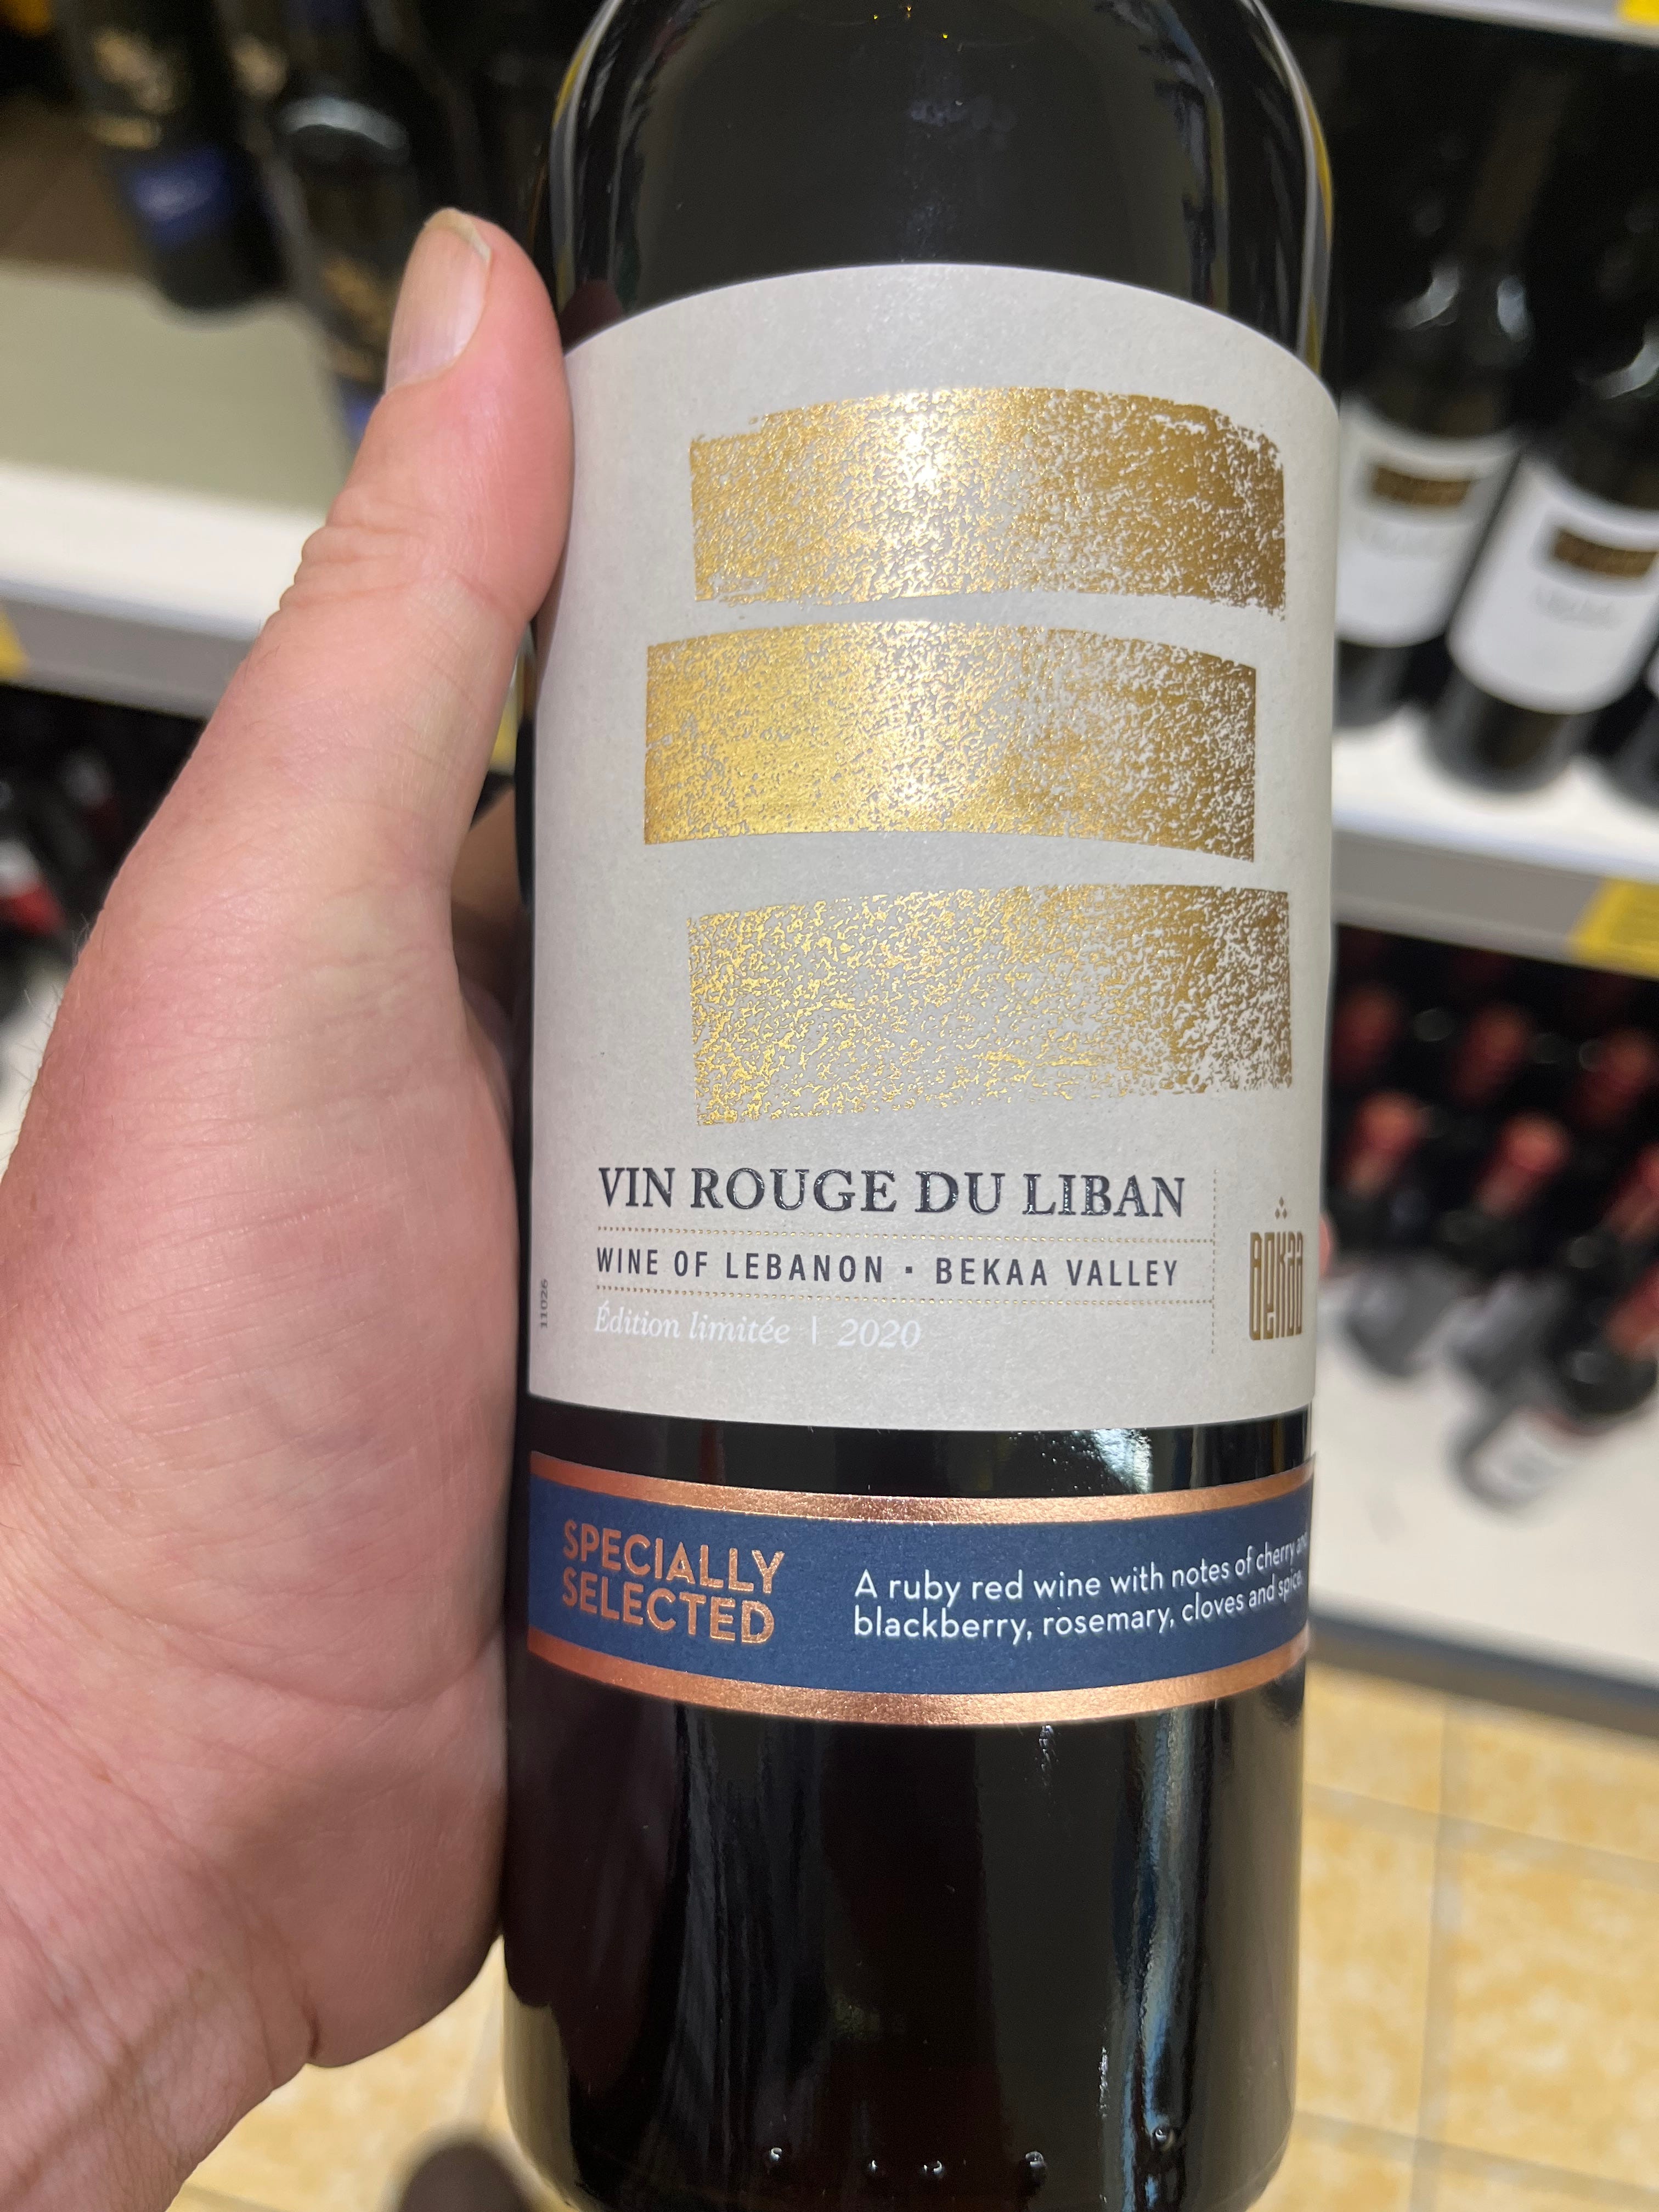 VIN ROUGE DU LIBAN
WINE OF LEBANON · BEKAA VALLEY
Édition limitée | 2020
BEKAA
11026
SPECIALLY
SELECTED
A ruby red wine with notes of cherry and
blackberry, rosemary, cloves and spice.